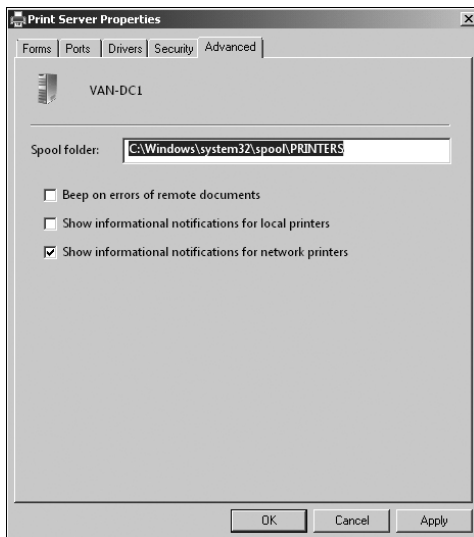 Print Server Properties
Forms Ports Drivers Security Advanced
VAN-DC1
Spool folder: C:\Windows\system32\spool\PRINTERS
Beep on errors of remote documents
Show informational notifications for local printers
Show informational notifications for network printers
OK Cancel Apply